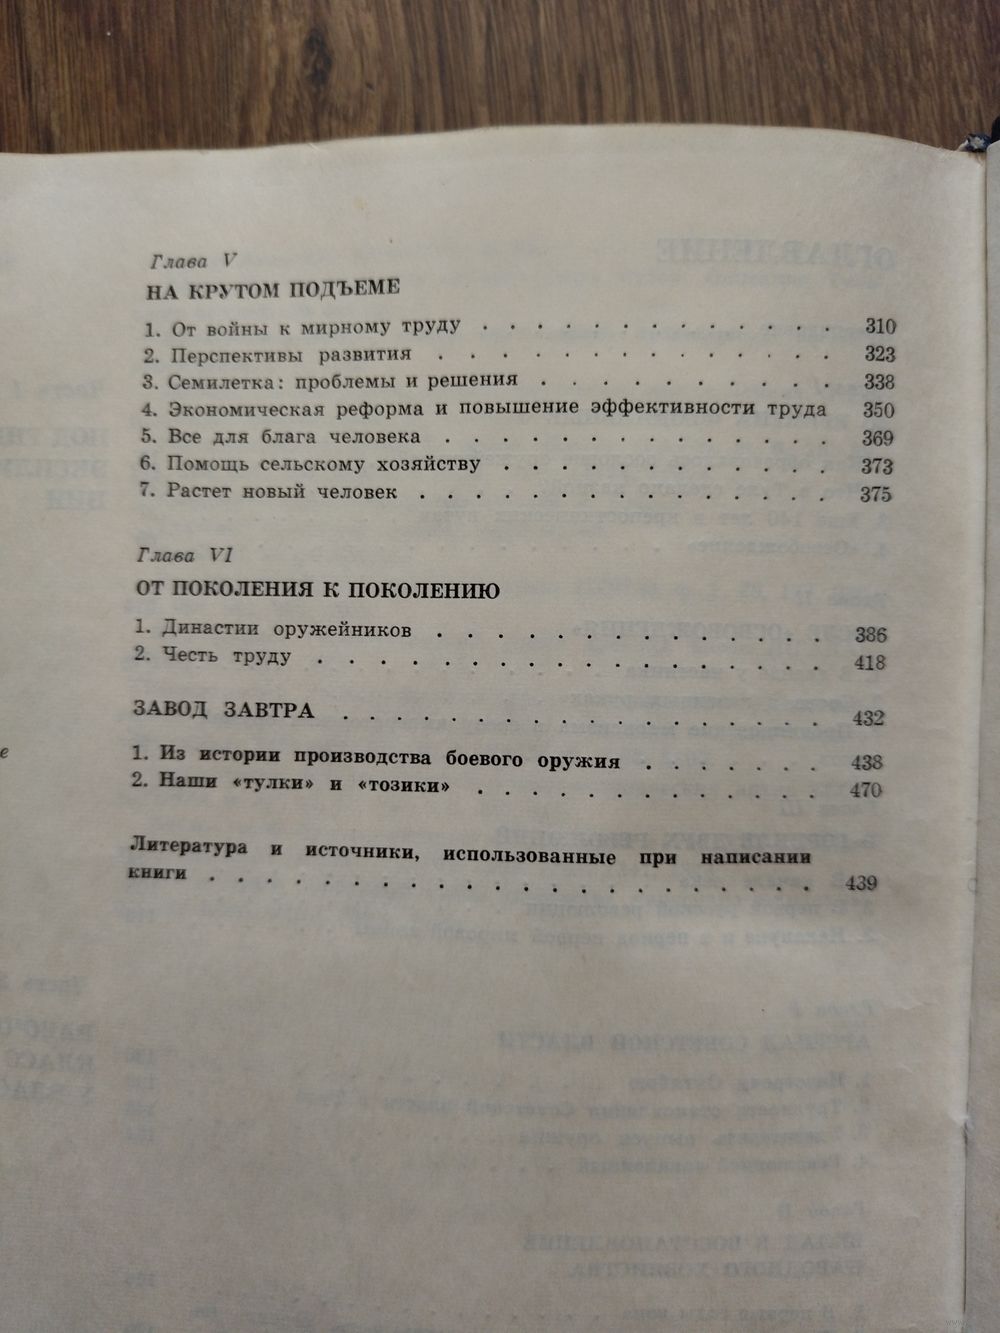 Глава V
НА КРУТОМ ПОДЪЕМЕ
1. От войны к мирному труду . . . . . . . . . . . . . 310
2. Перспективы развития . . . . . . . . . . . . . . 323
3. Семилетка: проблемы и решения . . . . . . . . . . . 338
4. Экономическая реформа и повышение эффективности труда 350
5. Все для блага человека . . . . . . . . . . . . . . 369
6. Помощь сельскому хозяйству . . . . . . . . . . . . 373
7. Растет новый человек . . . . . . . . . . . . . . . 375
Глава VI
ОТ ПОКОЛЕНИЯ К ПОКОЛЕНИЮ
1. Династии оружейников . . . . . . . . . . . . . . 386
2. Честь труду . . . . . . . . . . . . . . . . . . 418
ЗАВОД ЗАВТРА . . . . . . . . . . . . . . . . . . 432
1. Из истории производства боевого оружия . . . . . . . 438
2. Наши «тулки» и «тозики» . . . . . . . . . . . . . 470
Литература и источники, использованные при написании
книги . . . . . . . . . . . . . . . . . . . . . . 439